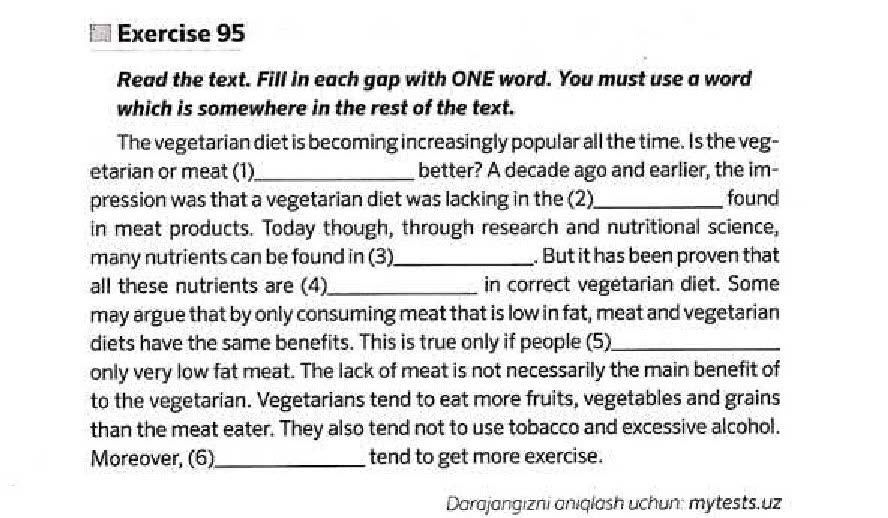 Exercise 95
Read the text. Fill in each gap with ONE word. You must use a word
which is somewhere in the rest of the text.
The vegetarian diet is becoming increasingly popular all the time. Is the veg-
etarian or meat (1)______________ better? A decade ago and earlier, the im-
pression was that a vegetarian diet was lacking in the (2)____________ found
in meat products. Today though, through research and nutritional science,
many nutrients can be found in (3)_____________. But it has been proven that
all these nutrients are (4)______________ in correct vegetarian diet. Some
may argue that by only consuming meat that is low in fat, meat and vegetarian
diets have the same benefits. This is true only if people (5)________________
only very low fat meat. The lack of meat is not necessarily the main benefit of
to the vegetarian. Vegetarians tend to eat more fruits, vegetables and grains
than the meat eater. They also tend not to use tobacco and excessive alcohol.
Moreover, (6)______________ tend to get more exercise.
Darajangizni aniqlash uchun: mytests.uz